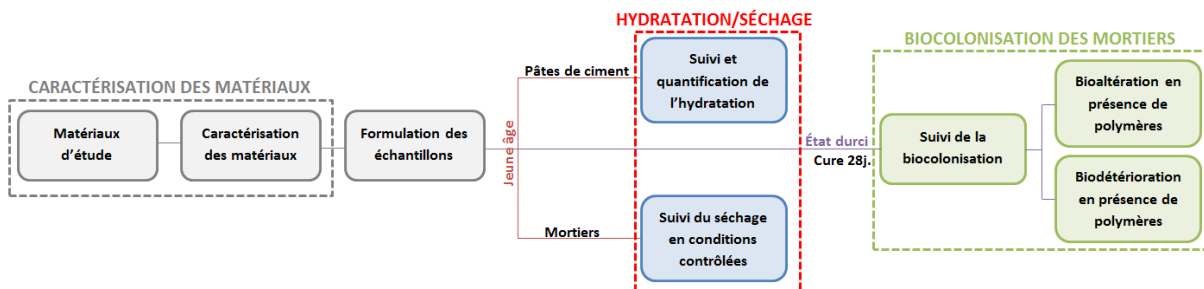 CARACTÉRISATION DES MATÉRIAUX
Matériaux
d’étude
Caractérisation
des matériaux
Formulation des
échantillons
Jeune âge
Pâtes de ciment
Mortiers
HYDRATATION/SÉCHAGE
Suivi et
quantification de
l’hydratation
Suivi du séchage
en conditions
contrôlées
État durci
Cure 28j.
BIOCOLONISATION DES MORTIERS
Suivi de la
biocolonisation
Bioaltération en
présence de
polymères
Biodétérioration
en présence de
polymères